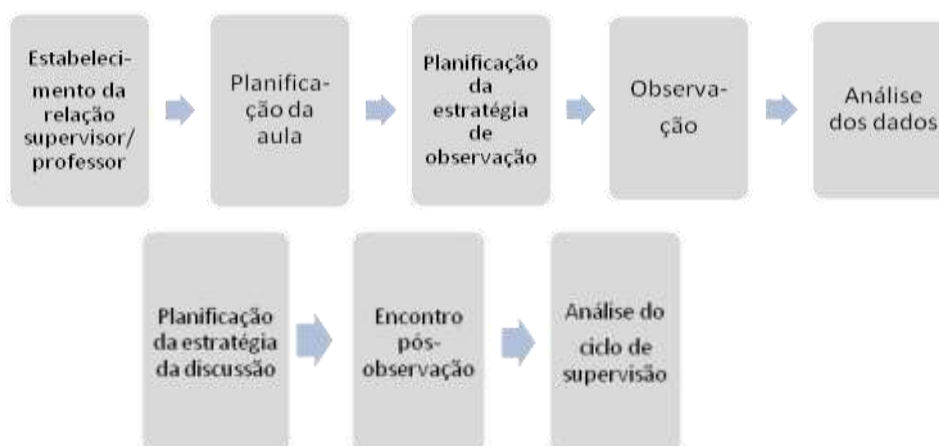 Estabeleci-
mento da
relação
supervisor/
professor
Planifica-
ção da
aula
Planificação
da
estratégia
de
observação
Observa-
ção
Análise
dos dados
Planificação
da estratégia
da discussão
Encontro
pós-
observação
Análise do
ciclo de
supervisão